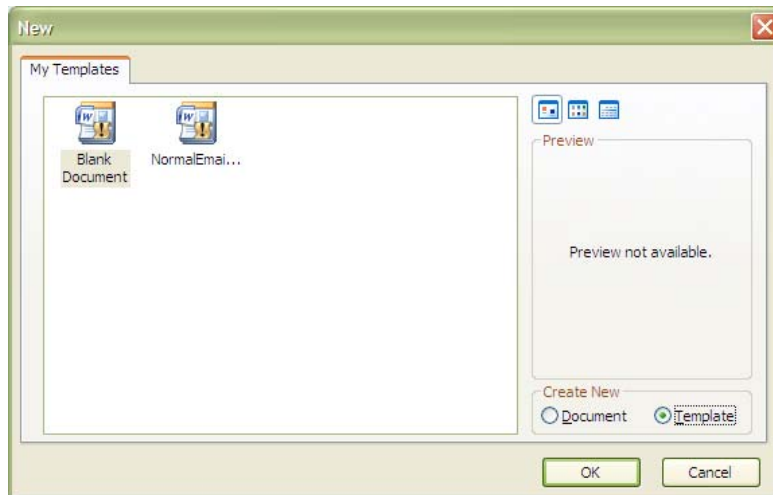 New
My Templates
Blank
Document
NormalEmai...
Preview
Preview not available.
Create New
Document
Template
OK
Cancel